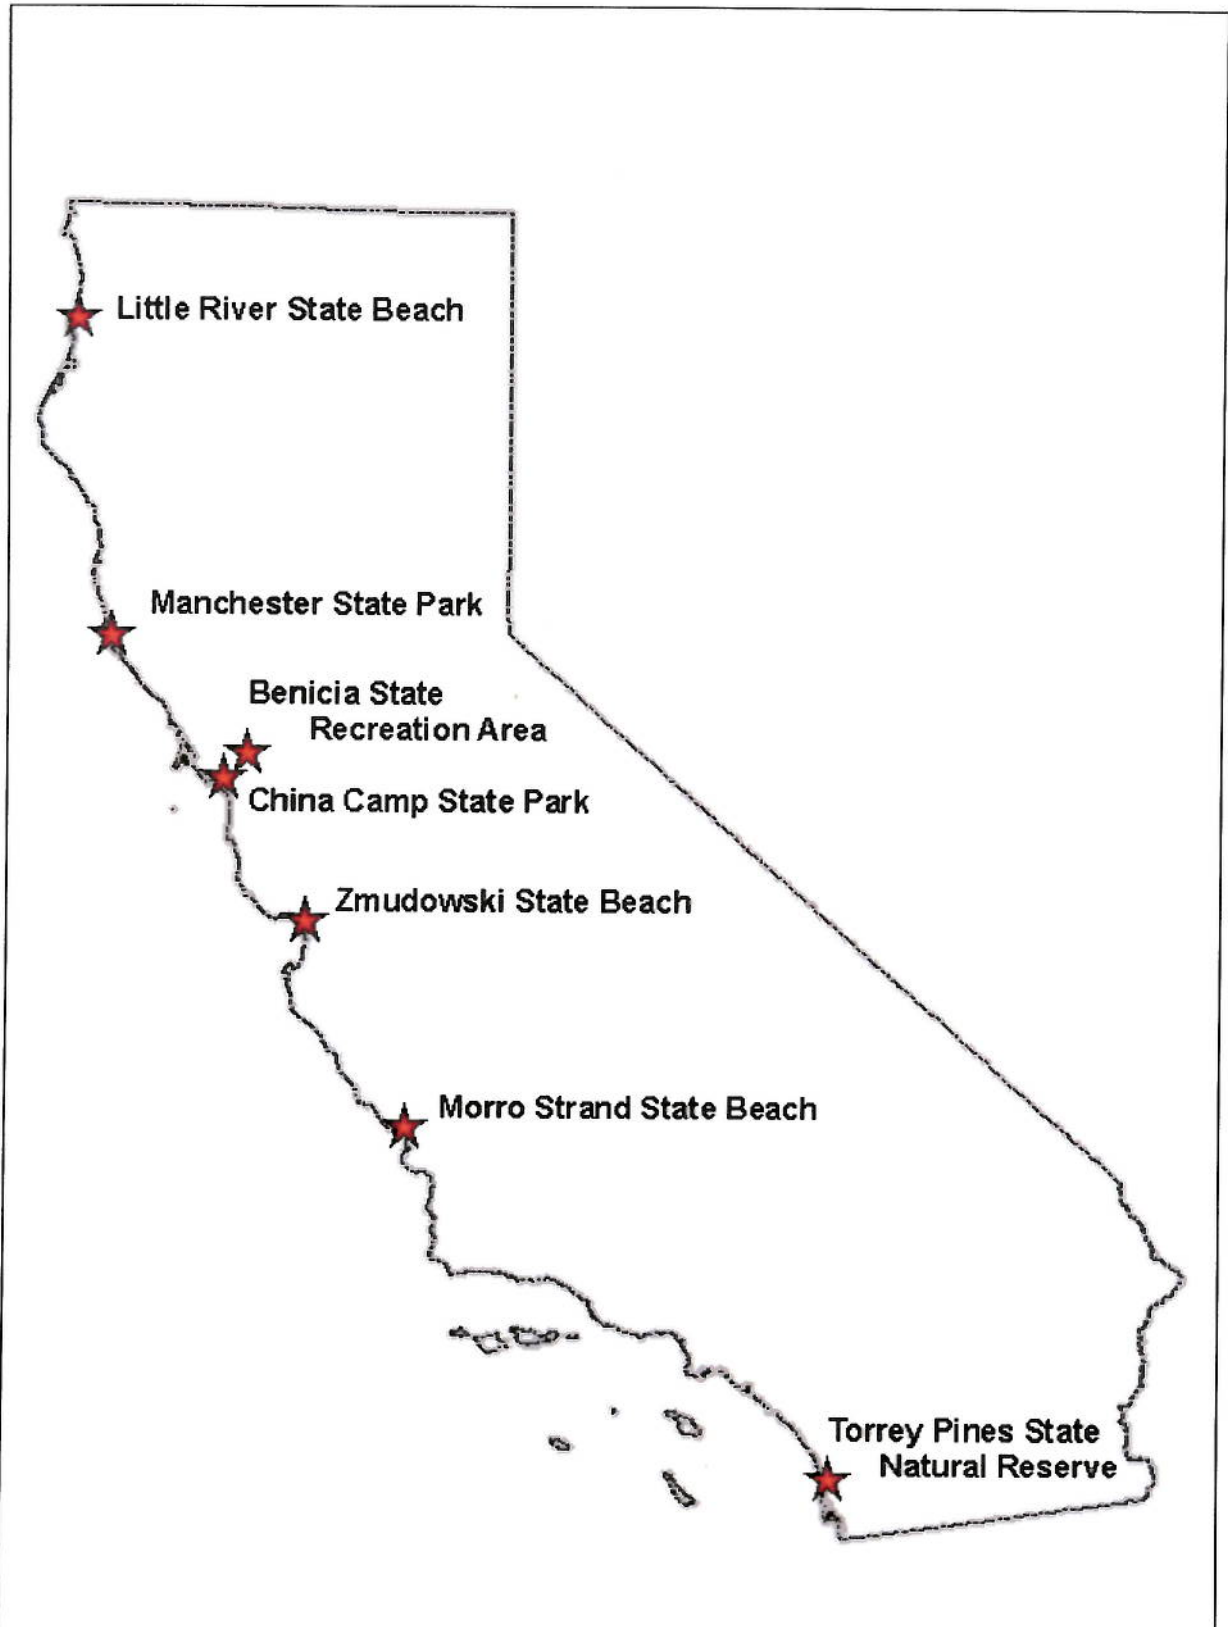 Little River State Beach
Manchester State Park
Benicia State
Recreation Area
China Camp State Park
Zmudowski State Beach
Morro Strand State Beach
Torrey Pines State
Natural Reserve